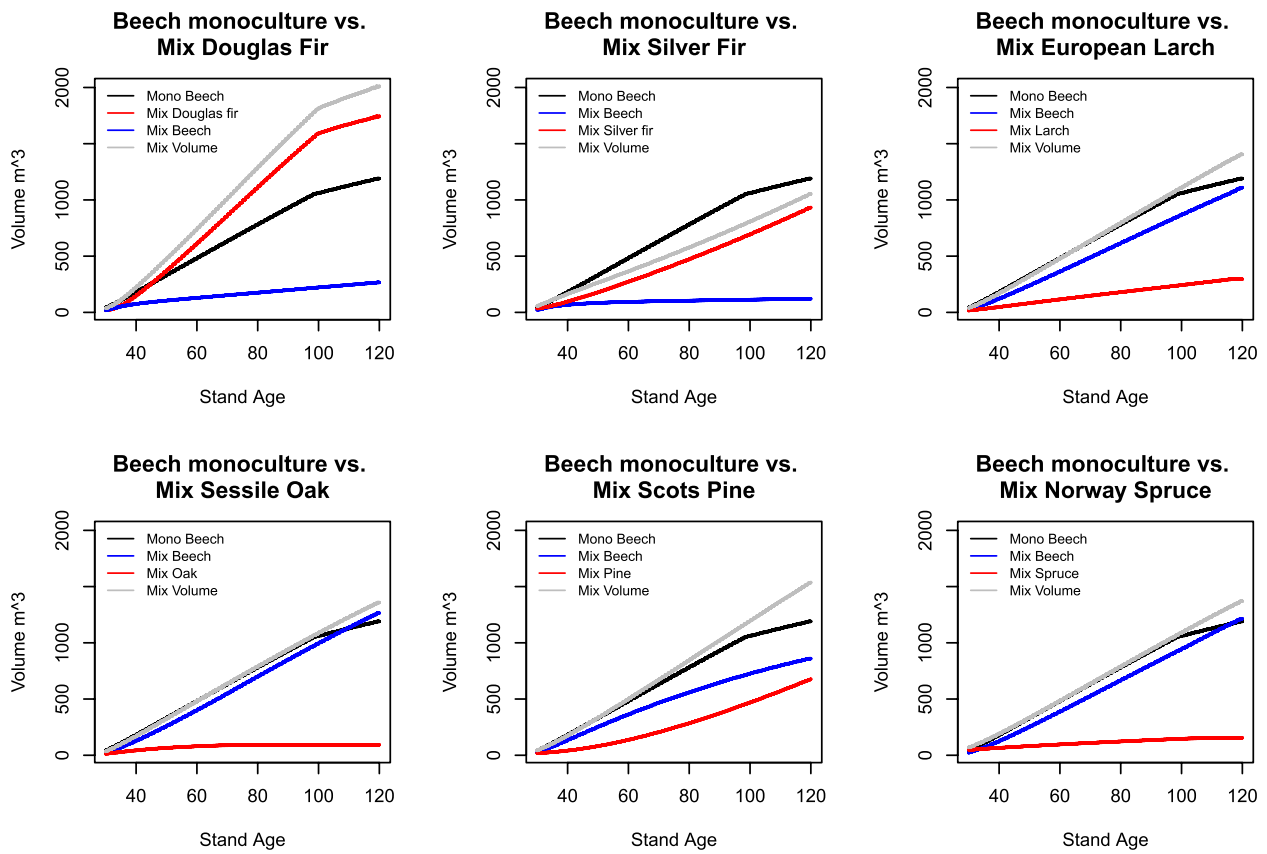 Beech monoculture vs.
Mix Douglas Fir
Volume m^3
2000
1000
500
0
Mono Beech
Mix Douglas fir
Mix Beech
Mix Volume
40 60 80 100 120
Stand Age
Beech monoculture vs.
Mix Silver Fir
Volume m^3
2000
1000
500
0
Mono Beech
Mix Beech
Mix Silver fir
Mix Volume
40 60 80 100 120
Stand Age
Beech monoculture vs.
Mix European Larch
Volume m^3
2000
1000
500
0
Mono Beech
Mix Beech
Mix Larch
Mix Volume
40 60 80 100 120
Stand Age
Beech monoculture vs.
Mix Sessile Oak
Volume m^3
2000
1000
500
0
Mono Beech
Mix Beech
Mix Oak
Mix Volume
40 60 80 100 120
Stand Age
Beech monoculture vs.
Mix Scots Pine
Volume m^3
2000
1000
500
0
Mono Beech
Mix Beech
Mix Pine
Mix Volume
40 60 80 100 120
Stand Age
Beech monoculture vs.
Mix Norway Spruce
Volume m^3
2000
1000
500
0
Mono Beech
Mix Beech
Mix Spruce
Mix Volume
40 60 80 100 120
Stand Age